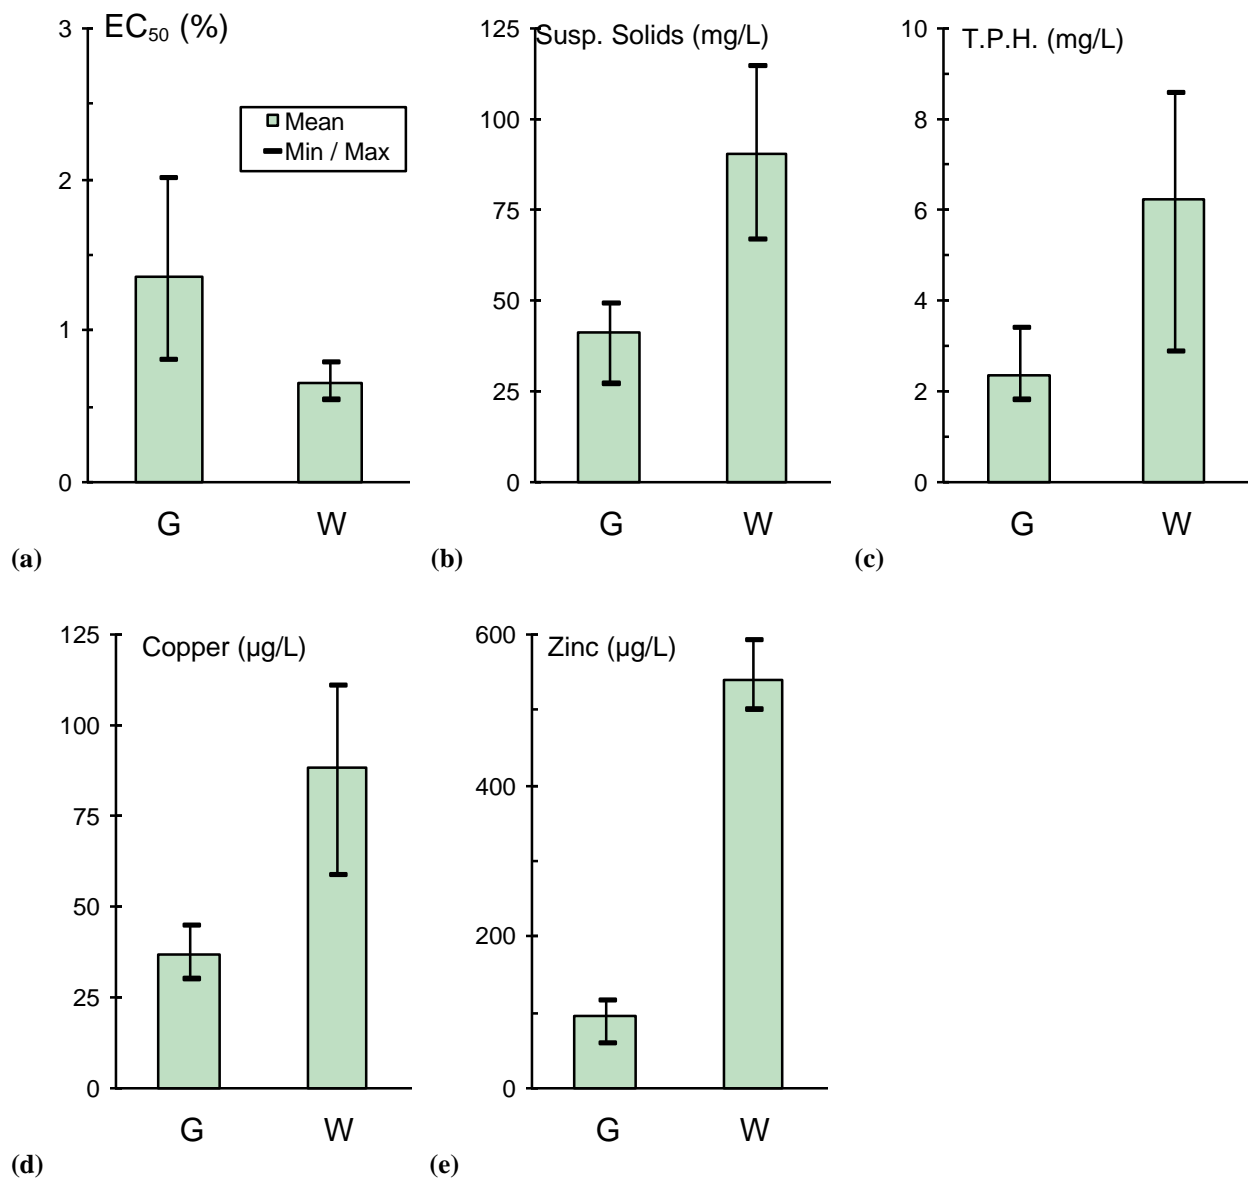 EC50 (%)
3
2
1
0
Mean
Min / Max
G W
(a)
Susp. Solids (mg/L)
125
100
75
50
25
0
G W
(b)
T.P.H. (mg/L)
10
8
6
4
2
0
G W
(c)
Copper (µg/L)
125
100
75
50
25
0
G W
(d)
Zinc (µg/L)
600
400
200
0
G W
(e)